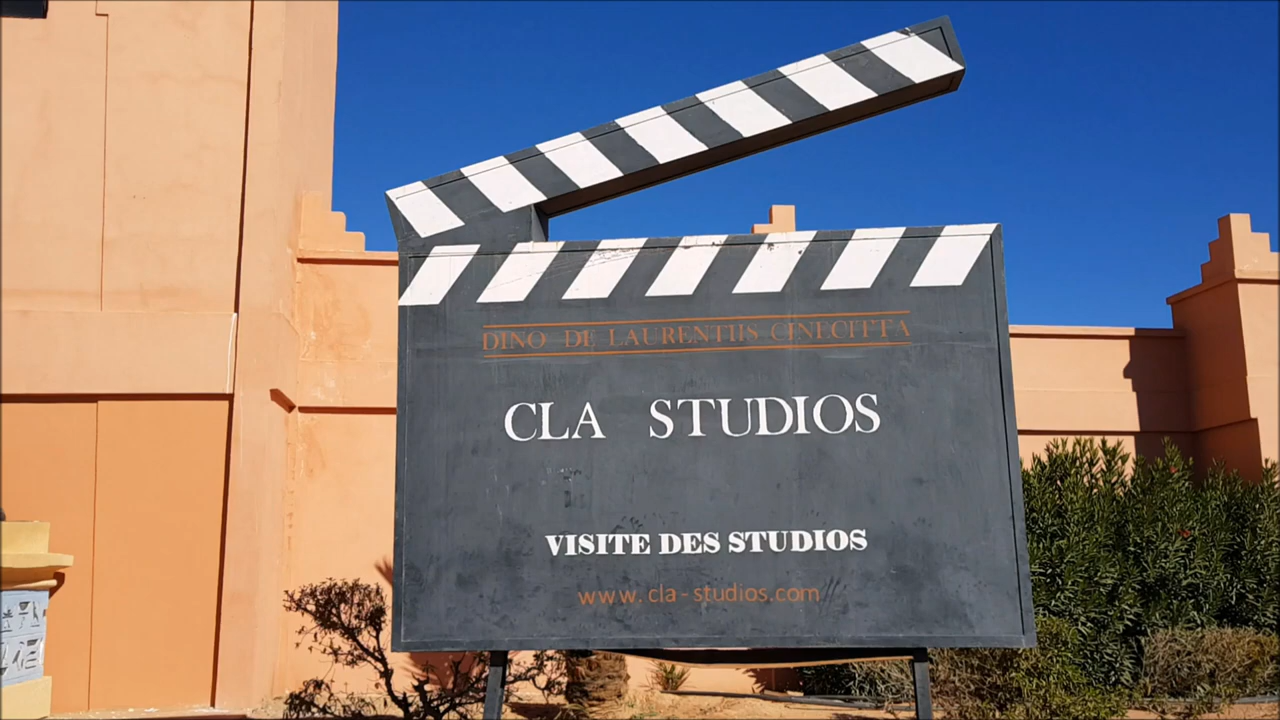 DINO DE LAURENTIIS CINECITTA
CLA STUDIOS
VISITE DES STUDIOS
www.cla-studios.com